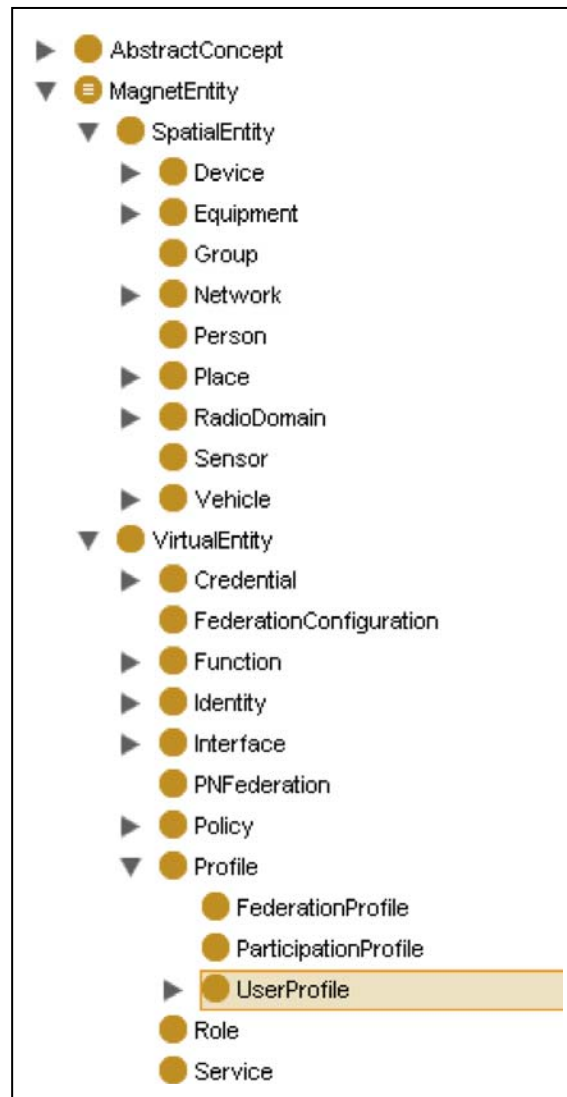 AbstractConcept
MagnetEntity
SpatialEntity
Device
Equipment
Group
Network
Person
Place
RadioDomain
Sensor
Vehicle
VirtualEntity
Credential
FederationConfiguration
Function
Identity
Interface
PNFederation
Policy
Profile
FederationProfile
ParticipationProfile
UserProfile
Role
Service